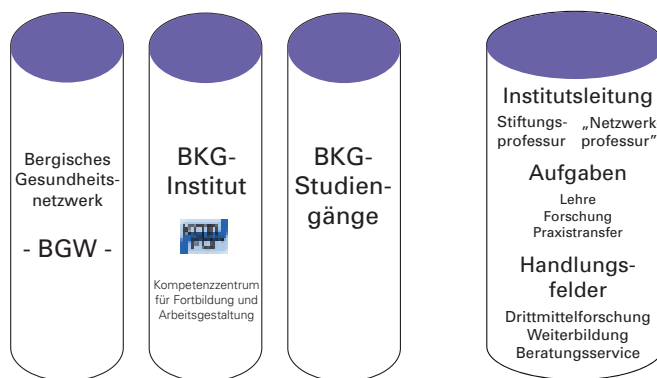 Bergisches
Gesundheits-
netzwerk
- BGW -
BKG-
Institut
Kompetenzzentrum
für Fortbildung und
Arbeitsgestaltung
BKG-
Studien-
gänge
Institutsleitung
Stiftungs- „Netzwerk
professur professur”
Aufgaben
Lehre
Forschung
Praxistransfer
Handlungs-
felder
Drittmittelforschung
Weiterbildung
Beratungsservice